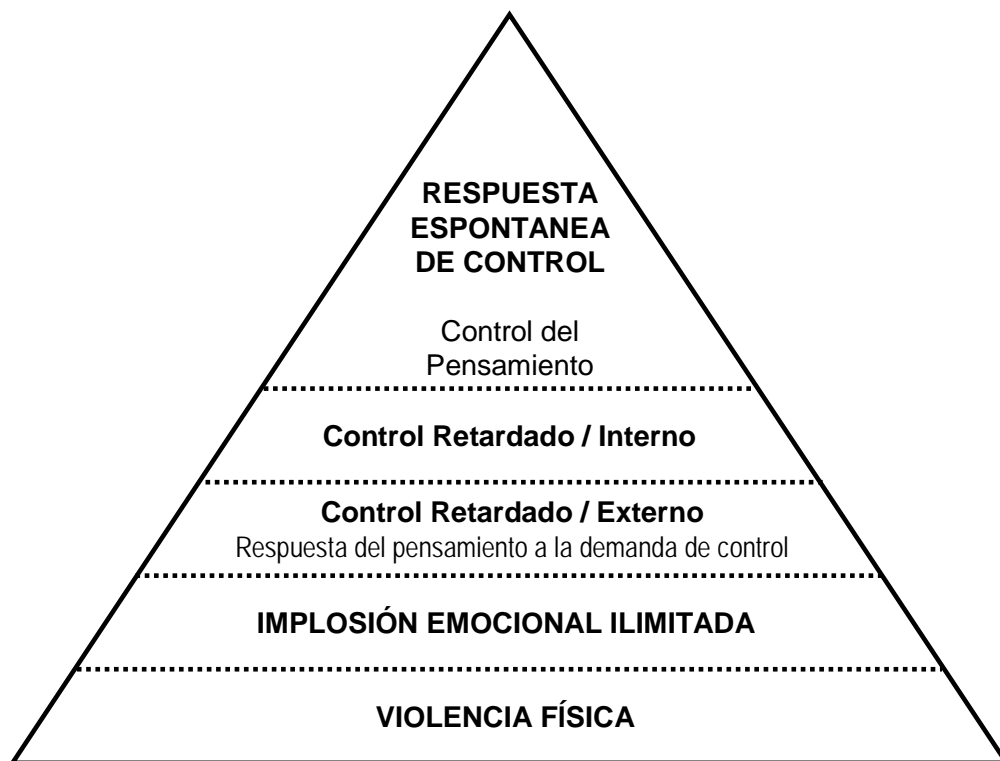 RESPUESTA
ESPONTANEA
DE CONTROL
Control del
Pensamiento
Control Retardado / Interno
Control Retardado / Externo
Respuesta del pensamiento a la demanda de control
IMPLOSIÓN EMOCIONAL ILIMITADA
VIOLENCIA FÍSICA